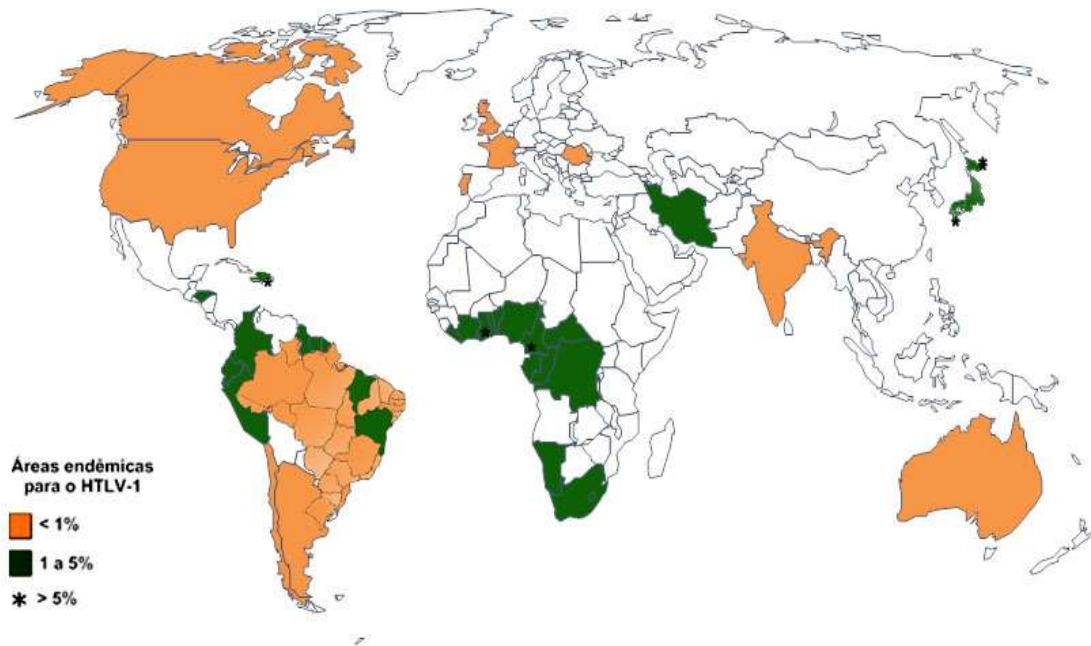 Áreas endêmicas
para o HTLV-1
< 1%
1 a 5%
* > 5%